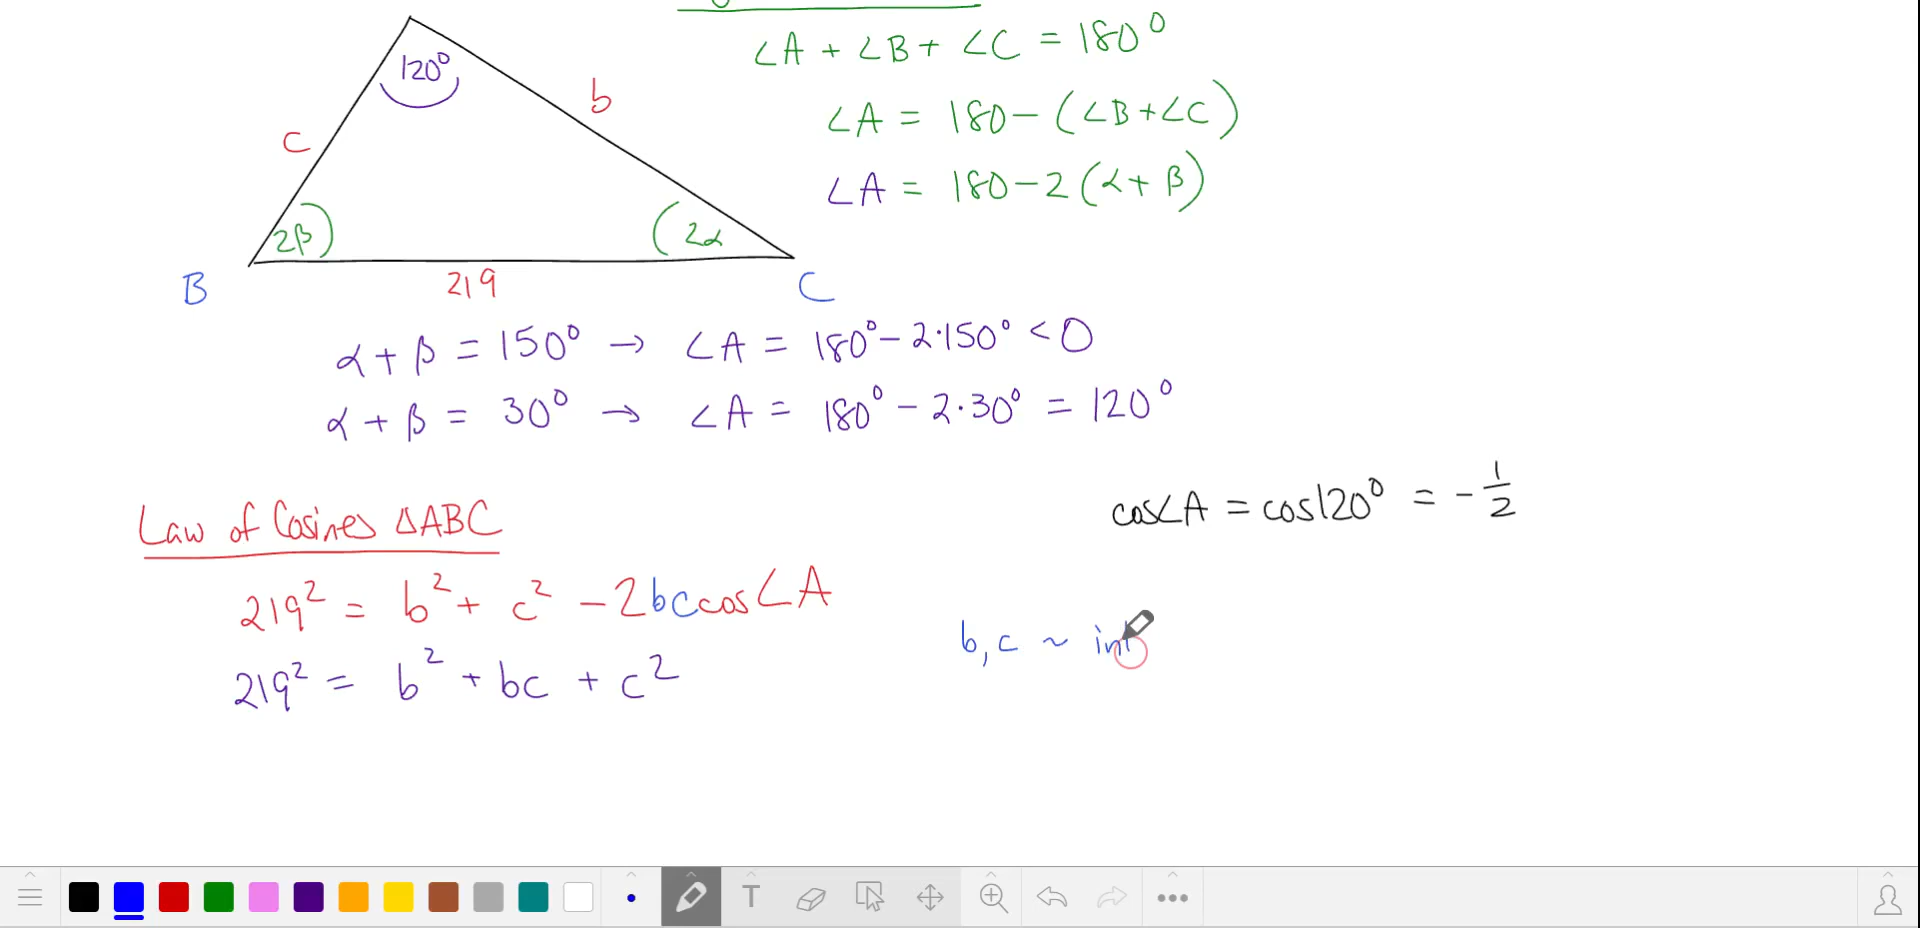 ∠A + ∠B + ∠C = 180°
120°
b
∠A = 180 - (∠B + ∠C)
c
∠A = 180 - 2(α + β)
2β
2α
B
219
C
α + β = 150° → ∠A = 180° - 2·150° < 0
α + β = 30° → ∠A = 180° - 2·30° = 120°
cos∠A = cos120° = -1/2
Law of Cosines △ABC
219² = b² + c² - 2bc cos∠A
b, c ~ int
219² = b² + bc + c²
T